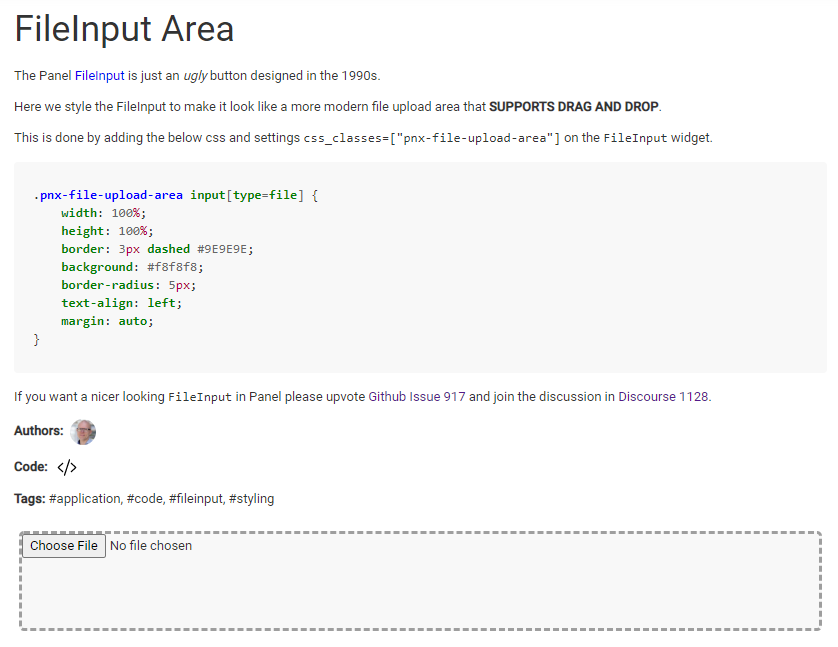 FileInput Area
The Panel FileInput is just an ugly button designed in the 1990s.
Here we style the FileInput to make it look like a more modern file upload area that SUPPORTS DRAG AND DROP.
This is done by adding the below css and settings css_classes=["pnx-file-upload-area"] on the FileInput widget.
.pnx-file-upload-area input[type=file] {
    width: 100%;
    height: 100%;
    border: 3px dashed #9E9E9E;
    background: #f8f8f8;
    border-radius: 5px;
    text-align: left;
    margin: auto;
}
If you want a nicer looking FileInput in Panel please upvote Github Issue 917 and join the discussion in Discourse 1128.
Authors:
Code: </>
Tags: #application, #code, #fileinput, #styling
Choose File No file chosen